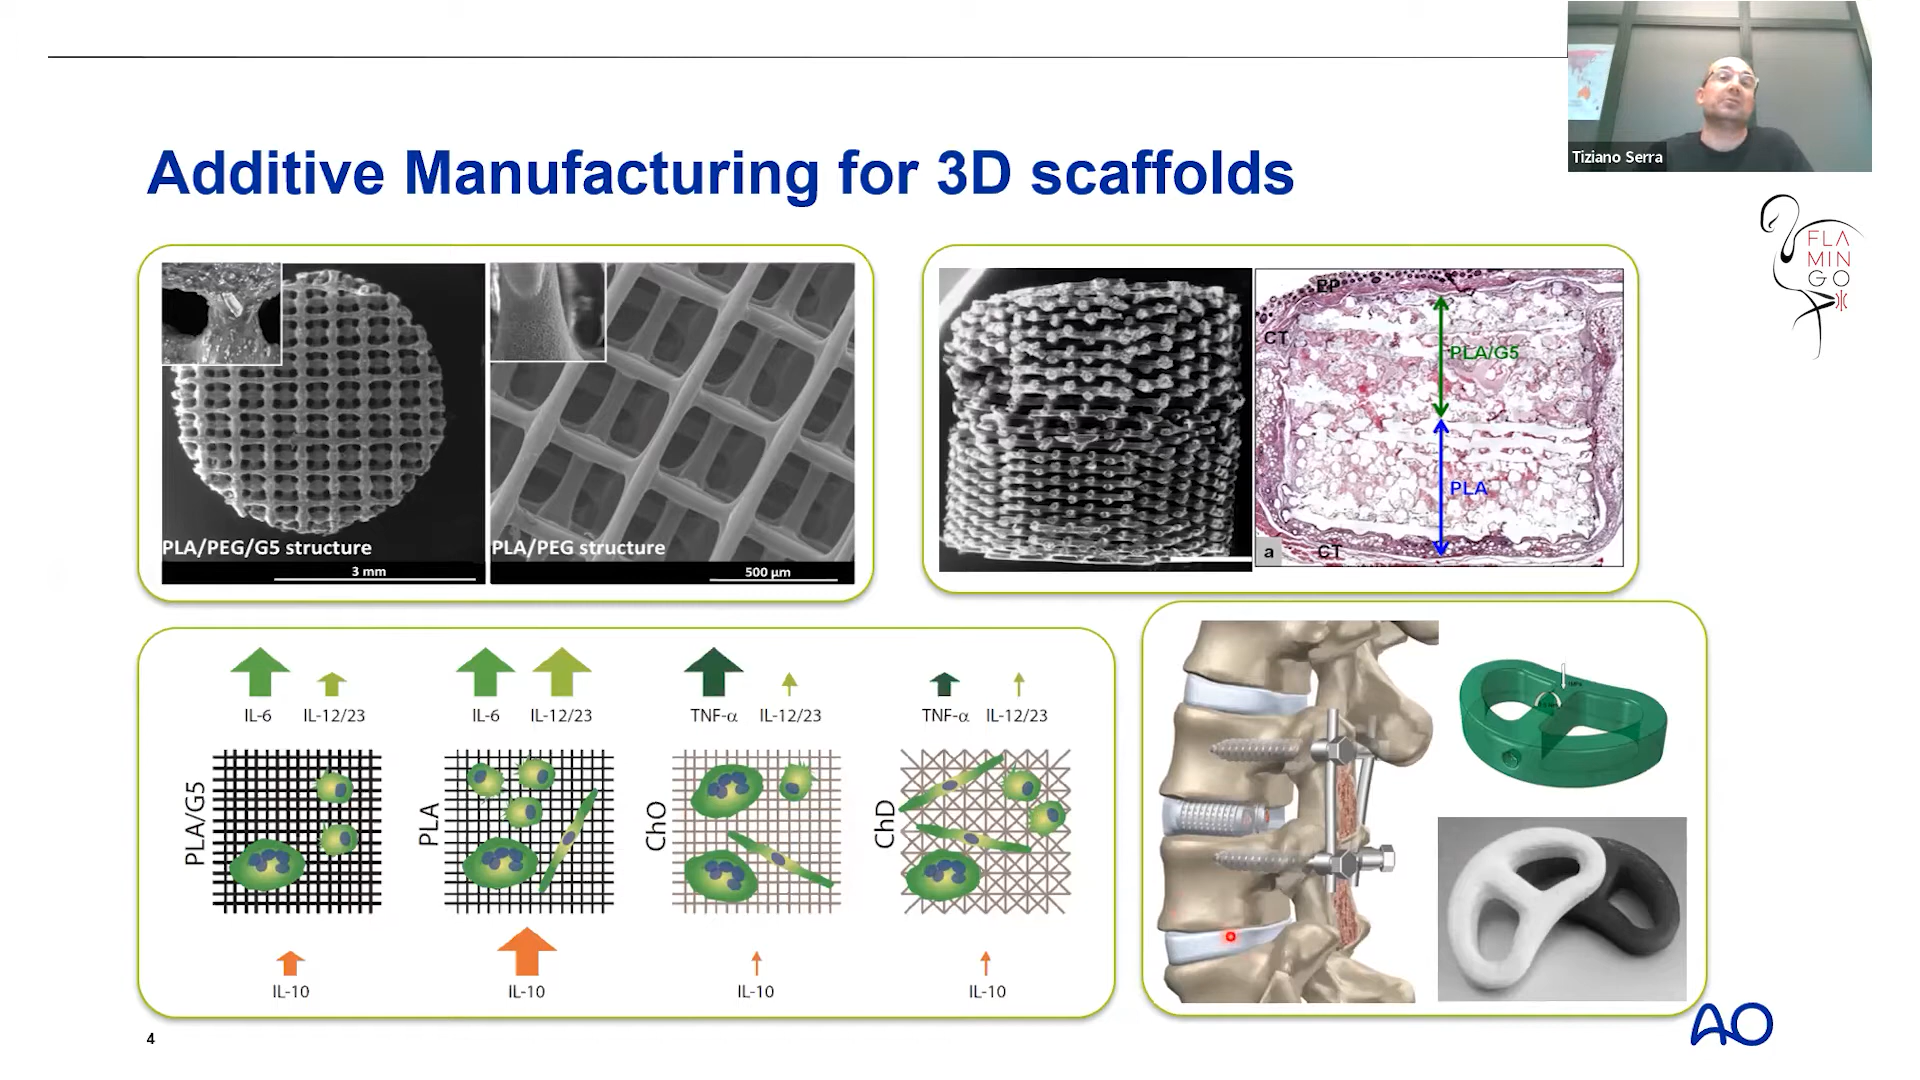 Tiziano Serra
Additive Manufacturing for 3D scaffolds
FLA
MIN
GO
PLA/PEG/G5 structure
3 mm
PLA/PEG structure
500 µm
EP
CT
PLA/G5
PLA
a
CT
IL-6 IL-12/23
IL-6 IL-12/23
TNF-α IL-12/23
TNF-α IL-12/23
PLA/G5
PLA
ChO
ChD
IL-10
IL-10
IL-10
IL-10
4
AO